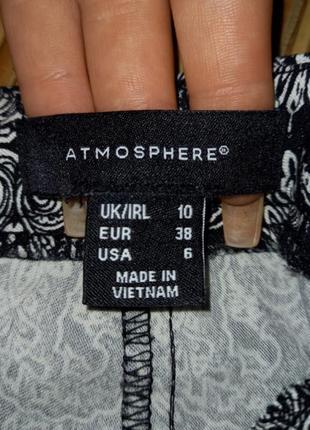 ATMOSPHERE®
UK/IRL 10
EUR 38
USA 6
MADE IN
VIETNAM